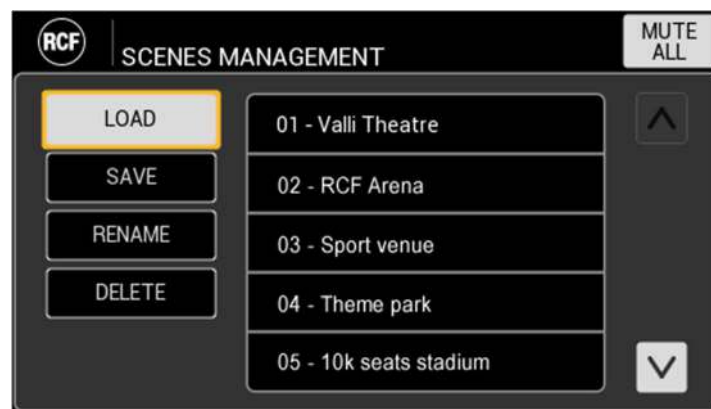 RCF
SCENES MANAGEMENT
MUTE
ALL
LOAD
SAVE
RENAME
DELETE
01 - Valli Theatre
02 - RCF Arena
03 - Sport venue
04 - Theme park
05 - 10k seats stadium